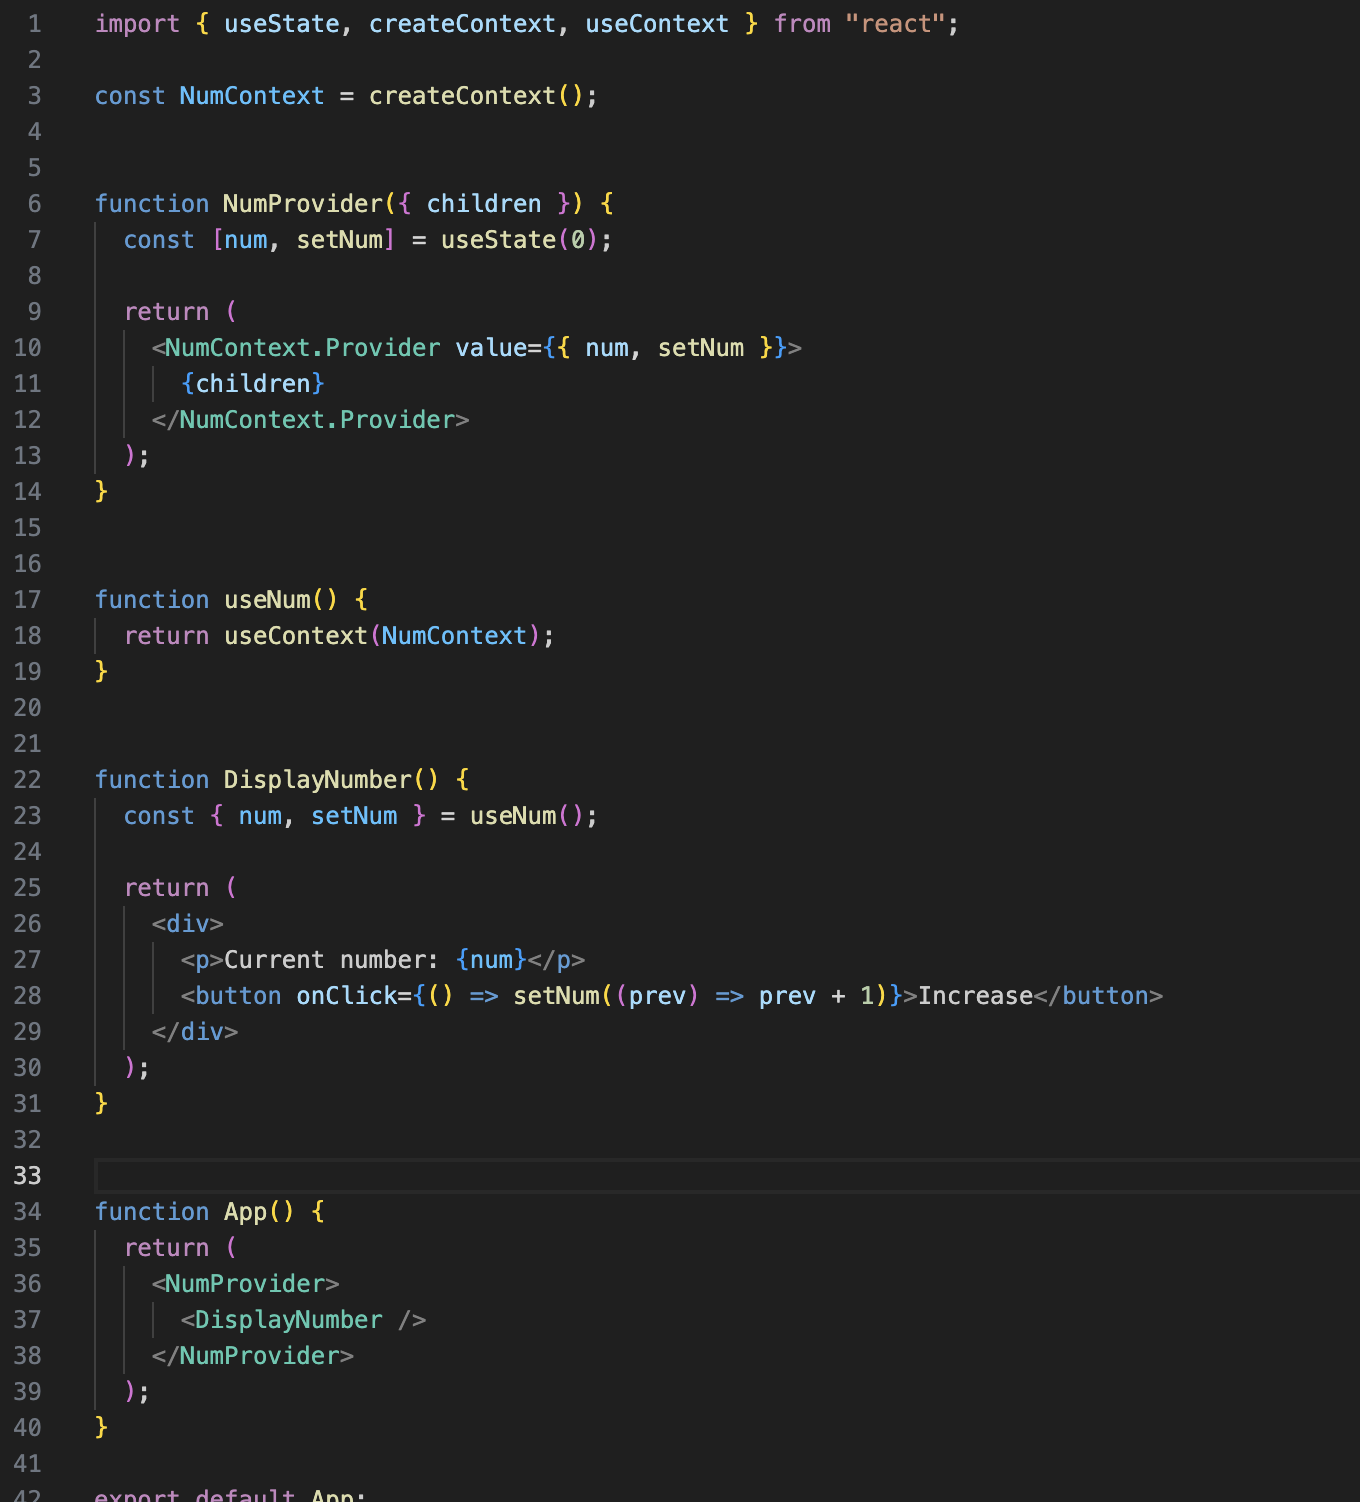 1 import { useState, createContext, useContext } from "react";
2
3 const NumContext = createContext();
4
5
6 function NumProvider({ children }) {
7   const [num, setNum] = useState(0);
8
9   return (
10     <NumContext.Provider value={{ num, setNum }}>
11       {children}
12     </NumContext.Provider>
13   );
14 }
15
16
17 function useNum() {
18   return useContext(NumContext);
19 }
20
21
22 function DisplayNumber() {
23   const { num, setNum } = useNum();
24
25   return (
26     <div>
27       <p>Current number: {num}</p>
28       <button onClick={() => setNum((prev) => prev + 1)}>Increase</button>
29     </div>
30   );
31 }
32
33
34 function App() {
35   return (
36     <NumProvider>
37       <DisplayNumber />
38     </NumProvider>
39   );
40 }
41
42 export default App;